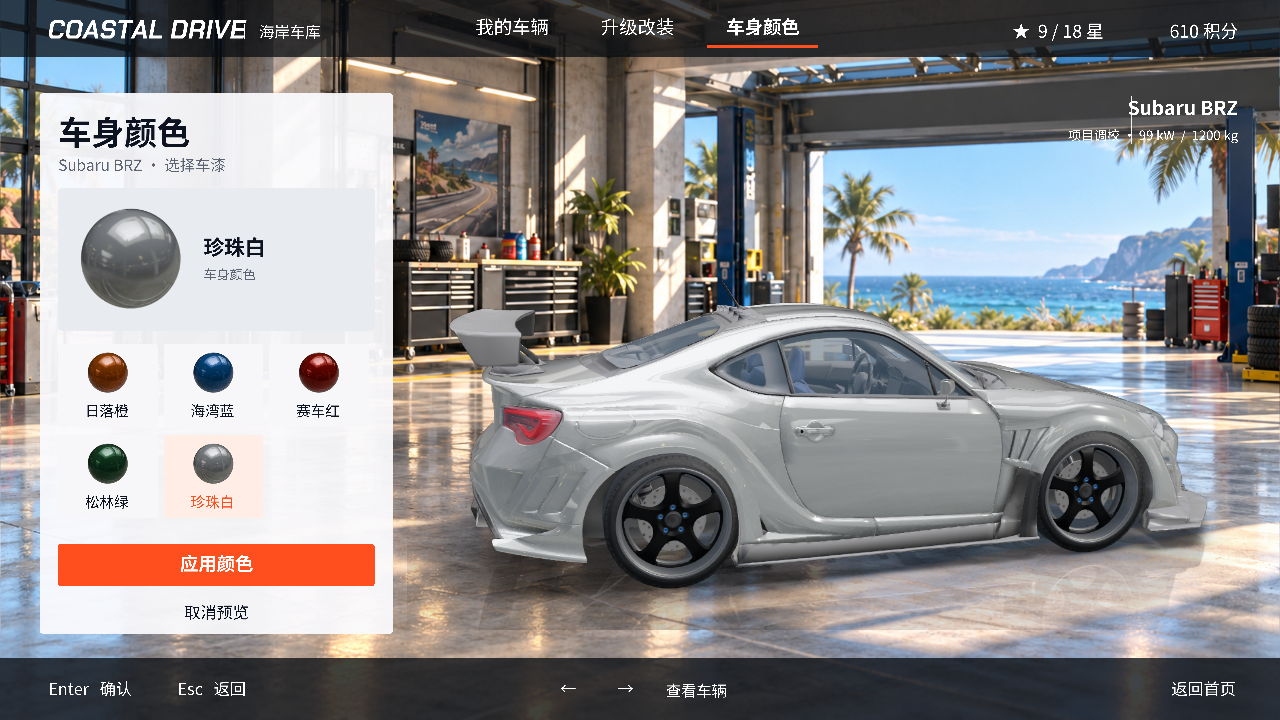 COASTAL DRIVE 海岸车库
我的车辆 升级改装 车身颜色
★ 9 / 18 星 610 积分
Subaru BRZ
项目调校 · 99 kW / 1200 kg
车身颜色
Subaru BRZ · 选择车漆
珍珠白
车身颜色
日落橙 海湾蓝 赛车红
松林绿 珍珠白
应用颜色
取消预览
Enter 确认 Esc 返回 ← → 查看车辆 返回首页